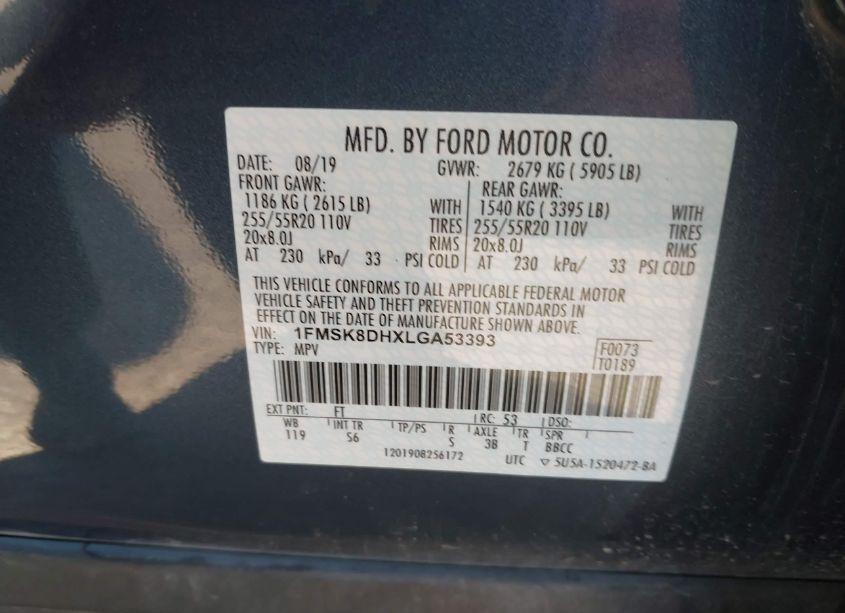 MFD. BY FORD MOTOR CO.
DATE: 08/19 GVWR: 2679 KG ( 5905 LB)
FRONT GAWR: REAR GAWR:
1186 KG ( 2615 LB) WITH 1540 KG ( 3395 LB) WITH
255/55R20 110V TIRES 255/55R20 110V TIRES
20x8.0J RIMS 20x8.0J RIMS
AT 230 kPa/ 33 PSI COLD AT 230 kPa/ 33 PSI COLD
THIS VEHICLE CONFORMS TO ALL APPLICABLE FEDERAL MOTOR
VEHICLE SAFETY AND THEFT PREVENTION STANDARDS IN
EFFECT ON THE DATE OF MANUFACTURE SHOWN ABOVE.
VIN: 1FMSK8DHXLGA53393 F0073
TYPE: MPV T0189
EXT PNT: FT RC: 53 DSO:
WB INT TR TP/PS R AXLE TR SPR
119 S6 S 3B T BBCC
1201908256172 UTC ▽ 5U5A-1520472-BA